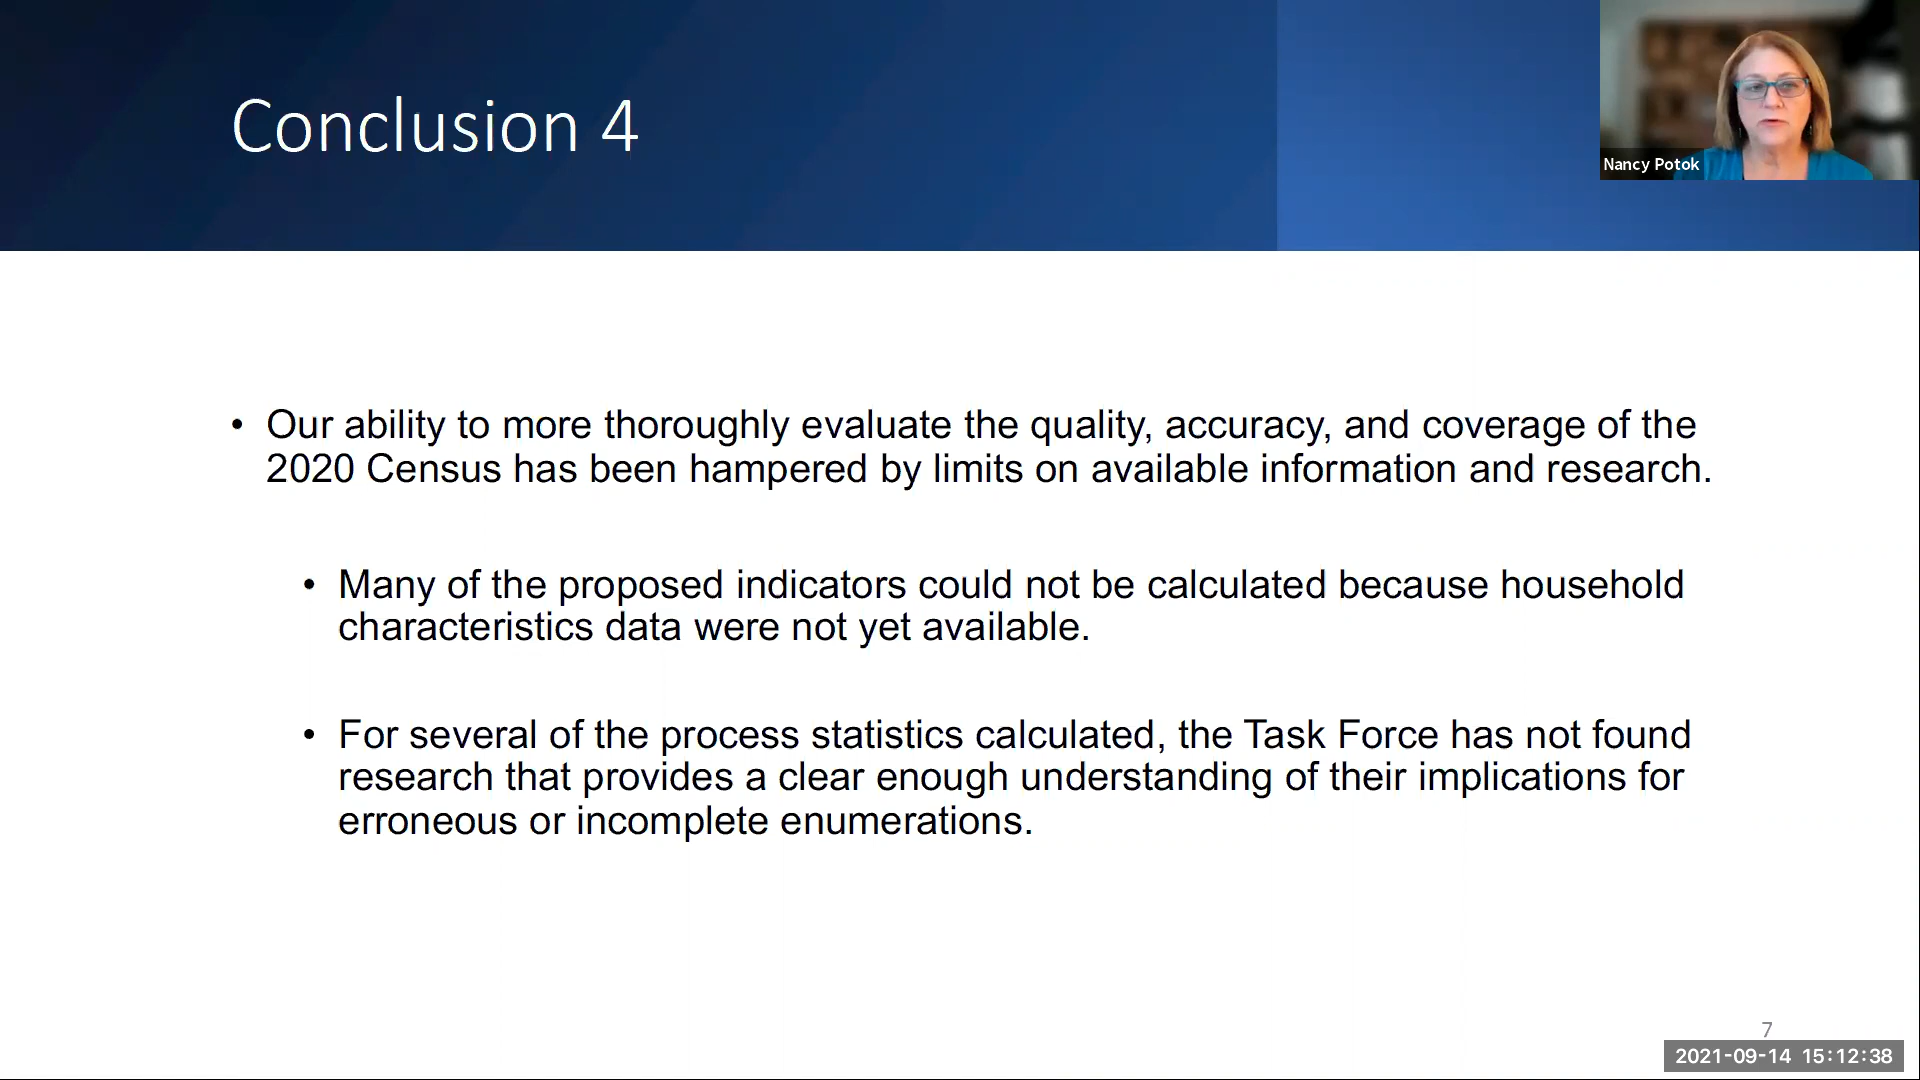 Conclusion 4
Nancy Potok
• Our ability to more thoroughly evaluate the quality, accuracy, and coverage of the
2020 Census has been hampered by limits on available information and research.
• Many of the proposed indicators could not be calculated because household
characteristics data were not yet available.
• For several of the process statistics calculated, the Task Force has not found
research that provides a clear enough understanding of their implications for
erroneous or incomplete enumerations.
7
2021-09-14 15:12:38